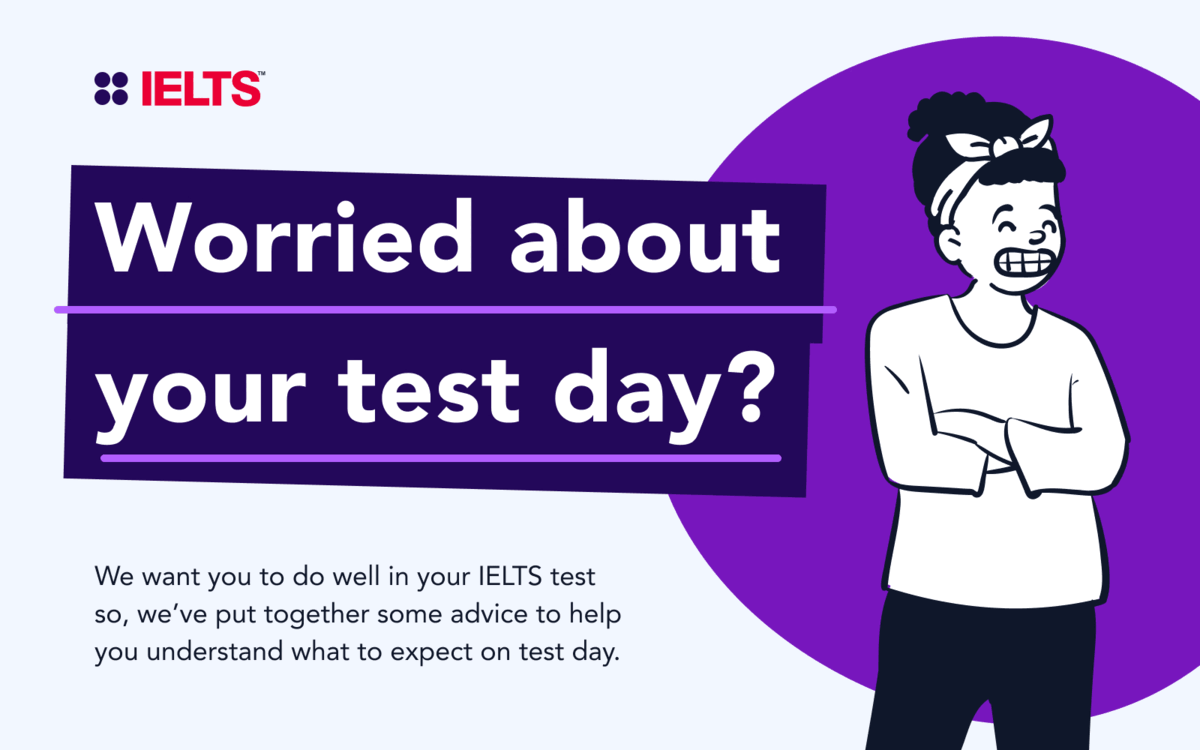 IELTS™
Worried about
your test day?
We want you to do well in your IELTS test
so, we’ve put together some advice to help
you understand what to expect on test day.